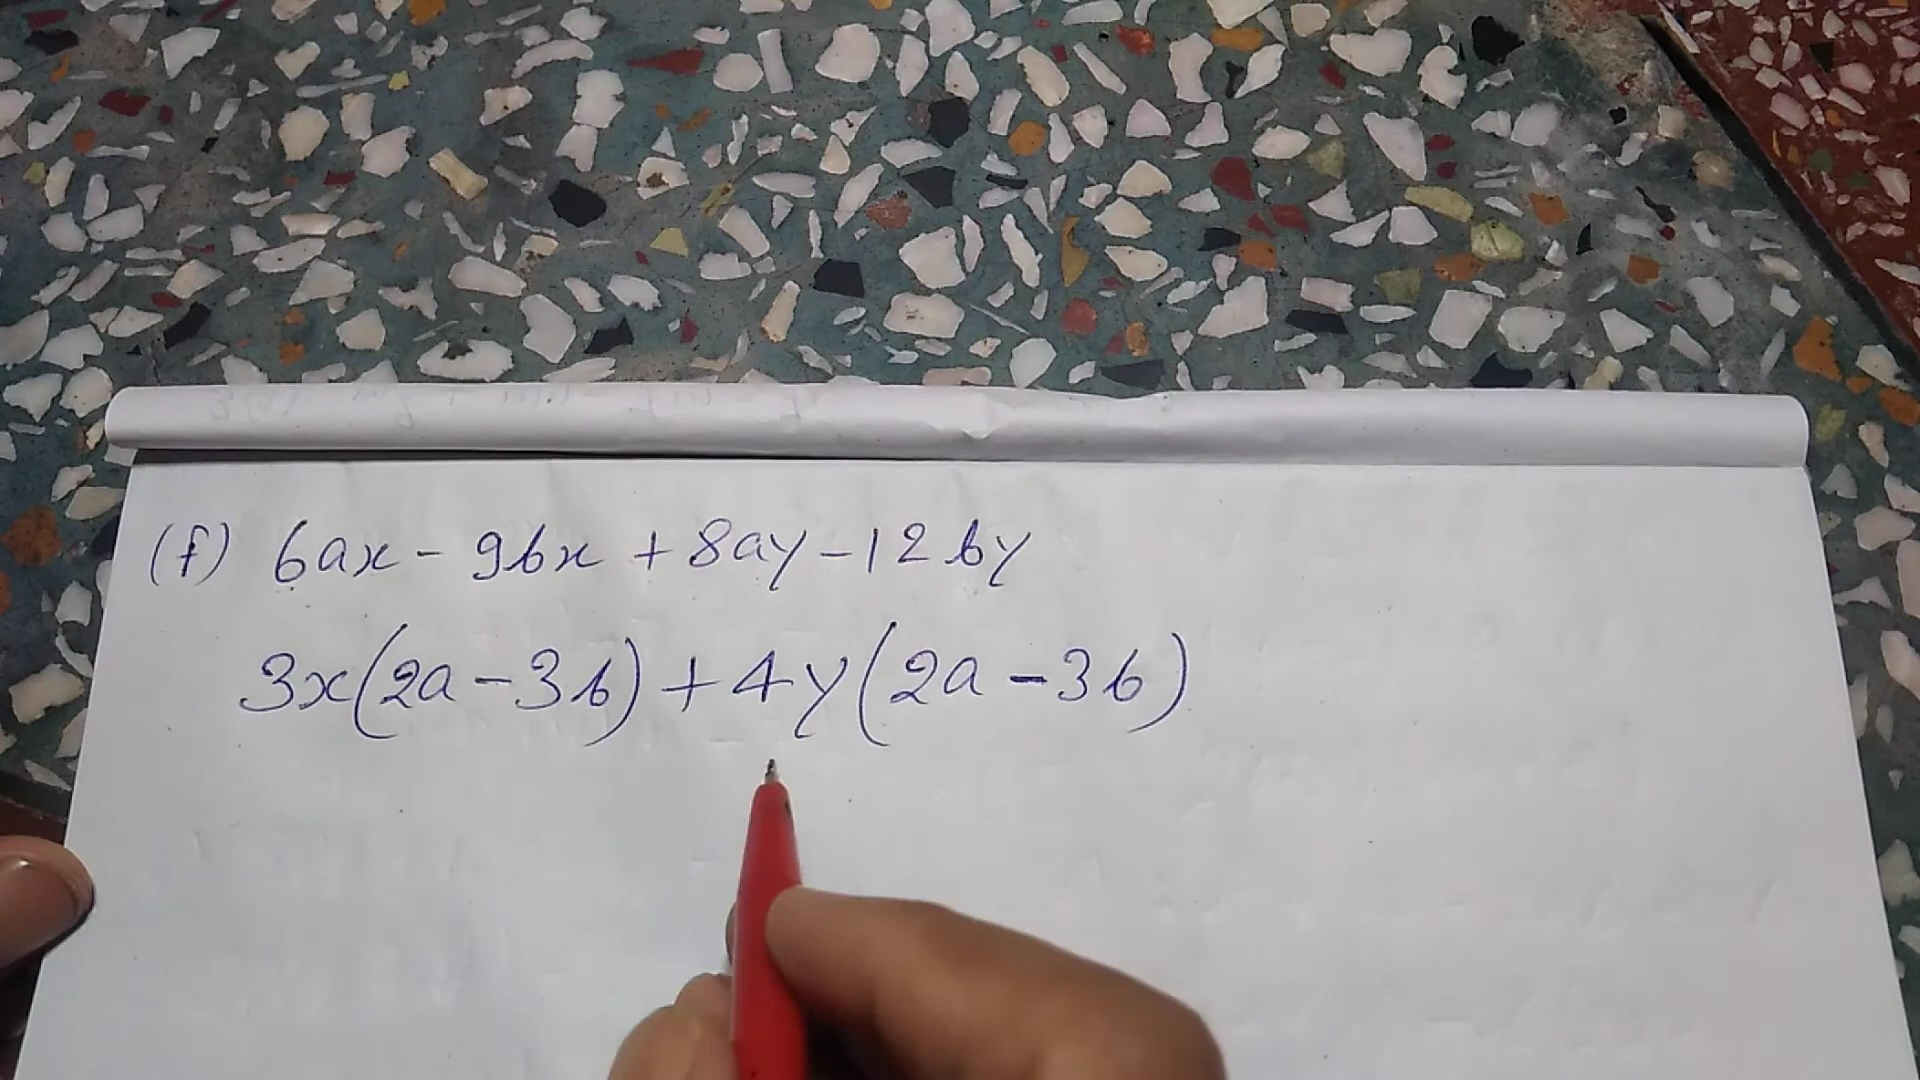 (f) 6ax - 9bx + 8ay - 12by
3x(2a - 3b) + 4y(2a - 3b)